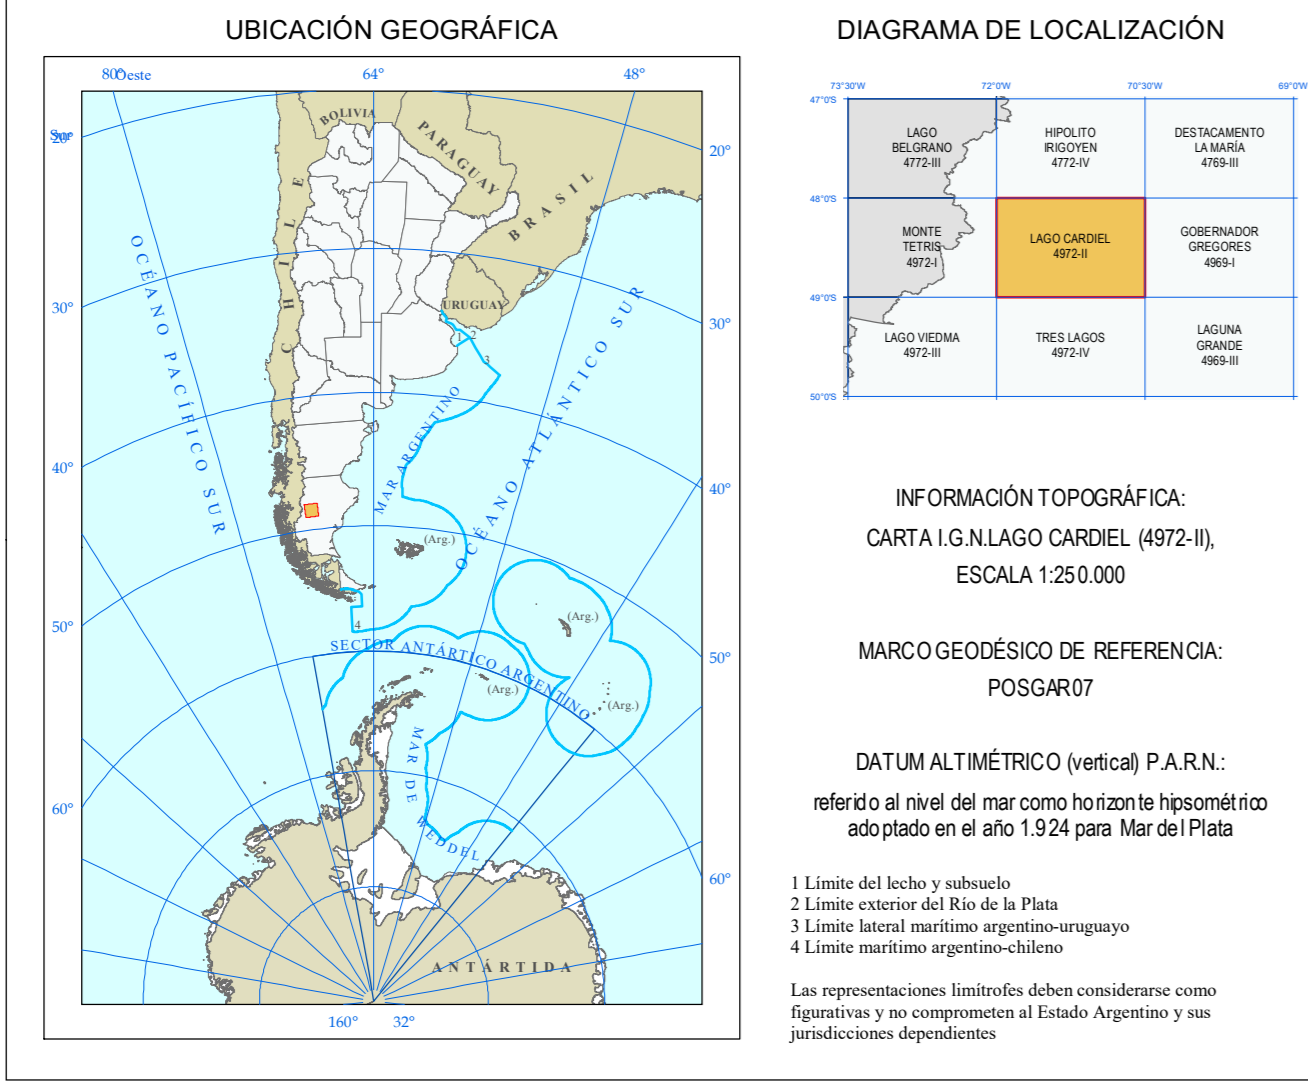 UBICACIÓN GEOGRÁFICA
80°
Oeste
64°
48°
20°
20°
30°
30°
40°
40°
50°
50°
60°
60°
160°
32°
BOLIVIA
PARAGUAY
BRASIL
CHILE
URUGUAY
1
2
3
OCÉANO PACÍFICO SUR
MAR ARGENTINO
OCÉANO ATLÁNTICO SUR
(Arg.)
4
(Arg.)
SECTOR ANTÁRTICO ARGENTINO
(Arg.)
(Arg.)
MAR DE WEDDEL
ANTÁRTIDA
DIAGRAMA DE LOCALIZACIÓN
73°30'W
72°0'W
70°30'W
69°0'W
47°0'S
48°0'S
49°0'S
50°0'S
LAGO
BELGRANO
4772-III
HIPOLITO
IRIGOYEN
4772-IV
DESTACAMENTO
LA MARÍA
4769-III
MONTE
TETRIS
4972-I
LAGO CARDIEL
4972-II
GOBERNADOR
GREGORES
4969-I
LAGO VIEDMA
4972-III
TRES LAGOS
4972-IV
LAGUNA
GRANDE
4969-III
INFORMACIÓN TOPOGRÁFICA:
CARTA I.G.N.LAGO CARDIEL (4972-II),
ESCALA 1:250.000
MARCO GEODÉSICO DE REFERENCIA:
POSGAR07
DATUM ALTIMÉTRICO (vertical) P.A.R.N.:
referido al nivel del mar como horizonte hipsométrico
adoptado en el año 1.924 para Mar del Plata
1 Límite del lecho y subsuelo
2 Límite exterior del Río de la Plata
3 Límite lateral marítimo argentino-uruguayo
4 Límite marítimo argentino-chileno
Las representaciones limítrofes deben considerarse como
figurativas y no comprometen al Estado Argentino y sus
jurisdicciones dependientes